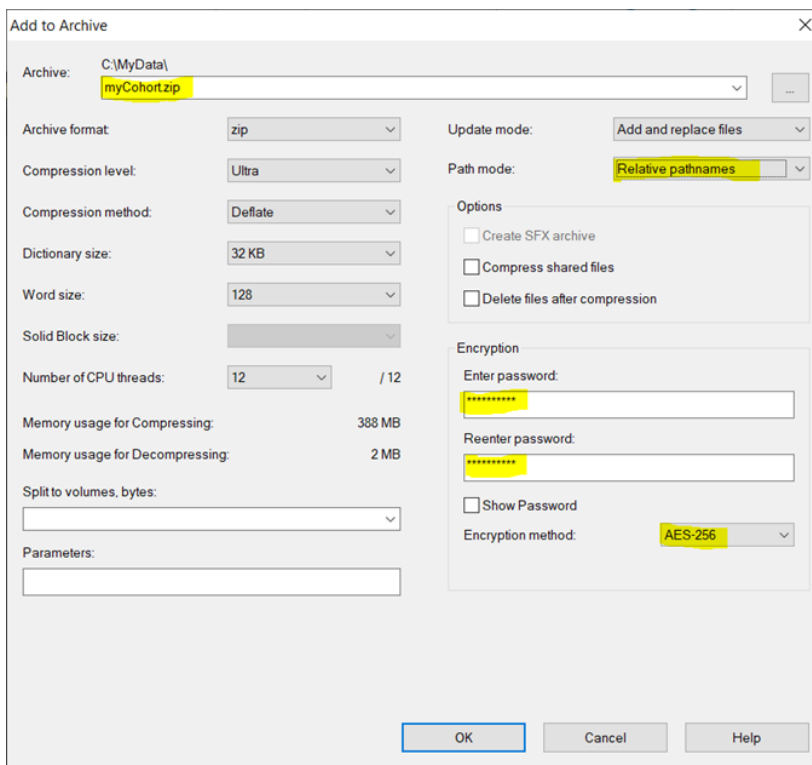 Add to Archive
Archive:
C:\MyData\
myCohort.zip
...
Archive format: zip
Compression level: Ultra
Compression method: Deflate
Dictionary size: 32 KB
Word size: 128
Solid Block size:
Number of CPU threads: 12 / 12
Memory usage for Compressing: 388 MB
Memory usage for Decompressing: 2 MB
Split to volumes, bytes:
Parameters:
Update mode: Add and replace files
Path mode: Relative pathnames
Options
Create SFX archive
Compress shared files
Delete files after compression
Encryption
Enter password:
**********
Reenter password:
**********
Show Password
Encryption method: AES-256
OK Cancel Help